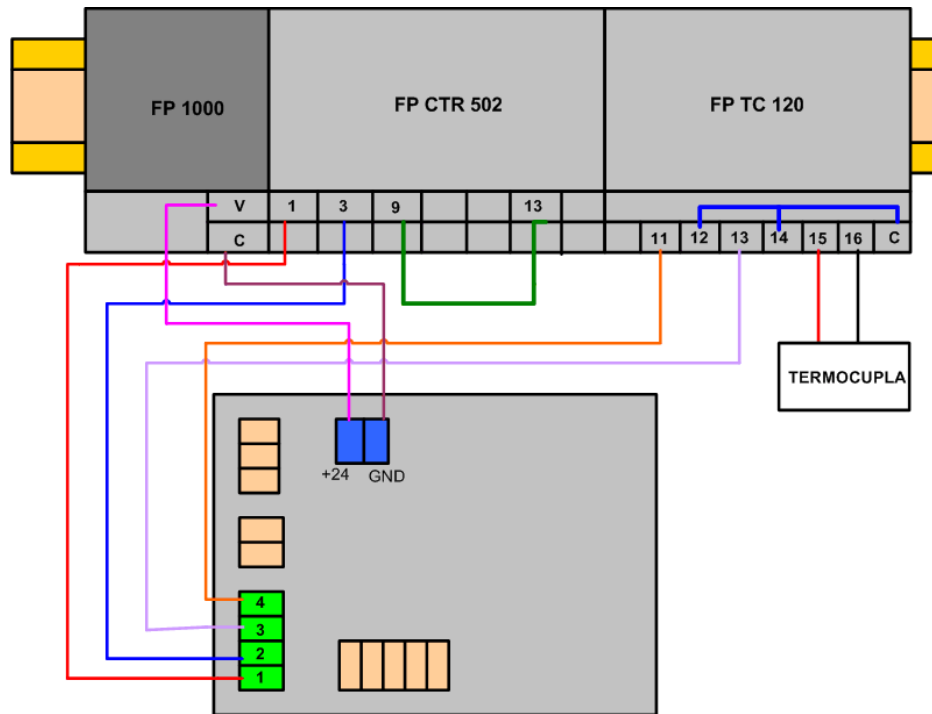 FP 1000
FP CTR 502
FP TC 120
V 1 3 9 13
C 11 12 13 14 15 16 C
TERMOCUPLA
+24 GND
4
3
2
1